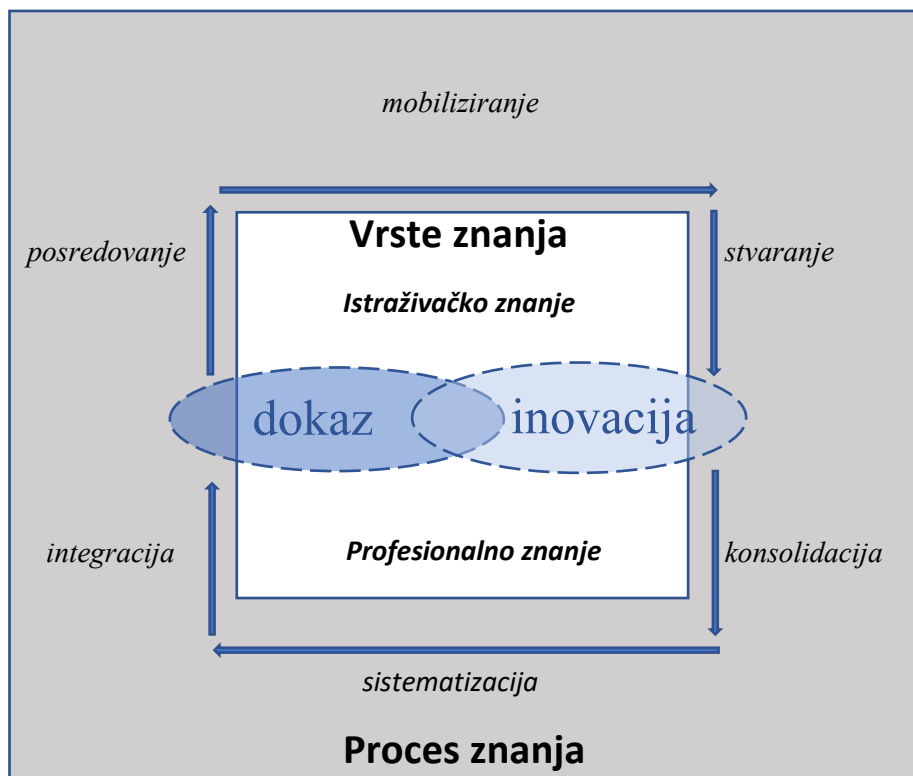 mobiliziranje
Vrste znanja
posredovanje
stvaranje
Istraživačko znanje
dokaz
inovacija
integracija
Profesionalno znanje
konsolidacija
sistematizacija
Proces znanja